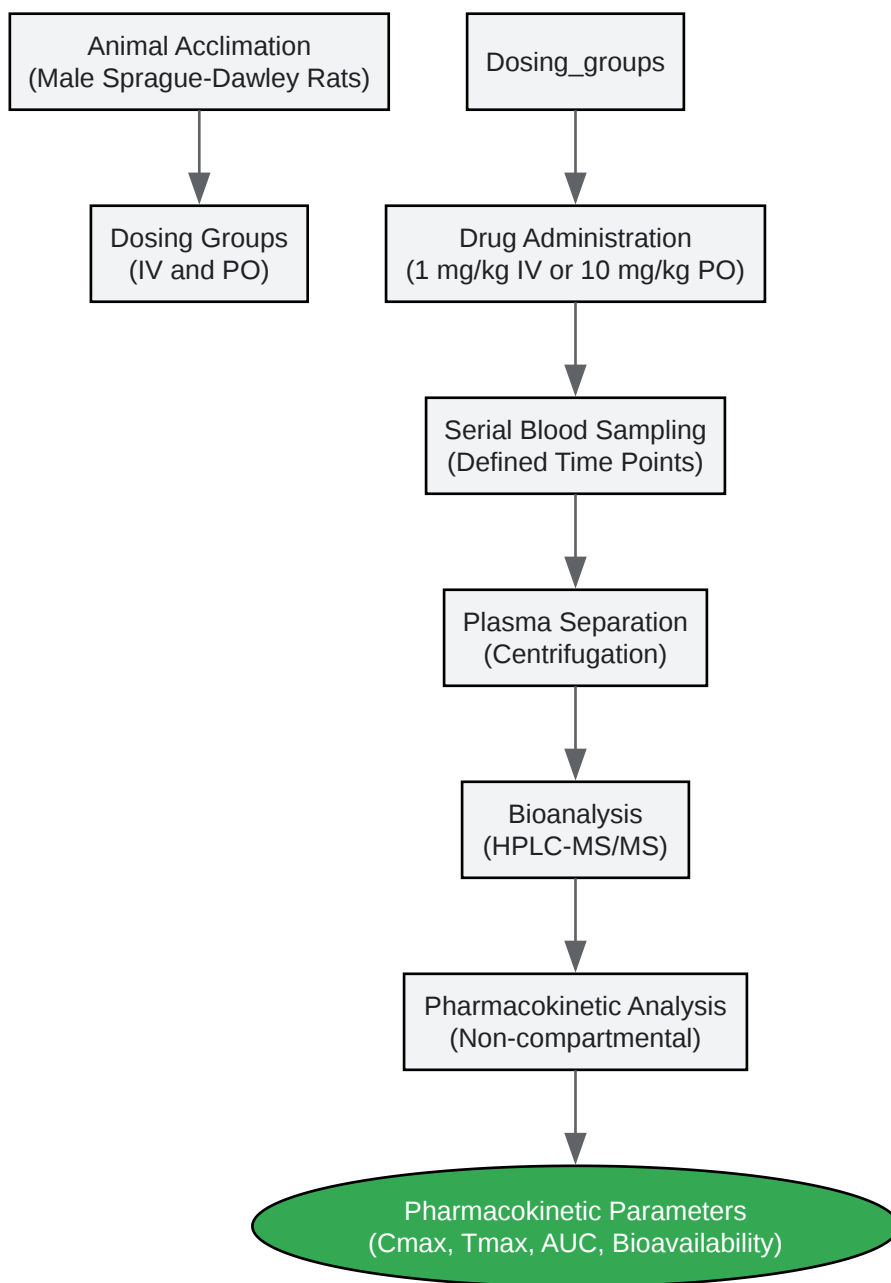 Animal Acclimation
(Male Sprague-Dawley Rats)
Dosing_groups
Dosing Groups
(IV and PO)
Drug Administration
(1 mg/kg IV or 10 mg/kg PO)
Serial Blood Sampling
(Defined Time Points)
Plasma Separation
(Centrifugation)
Bioanalysis
(HPLC-MS/MS)
Pharmacokinetic Analysis
(Non-compartmental)
Pharmacokinetic Parameters
(Cmax, Tmax, AUC, Bioavailability)